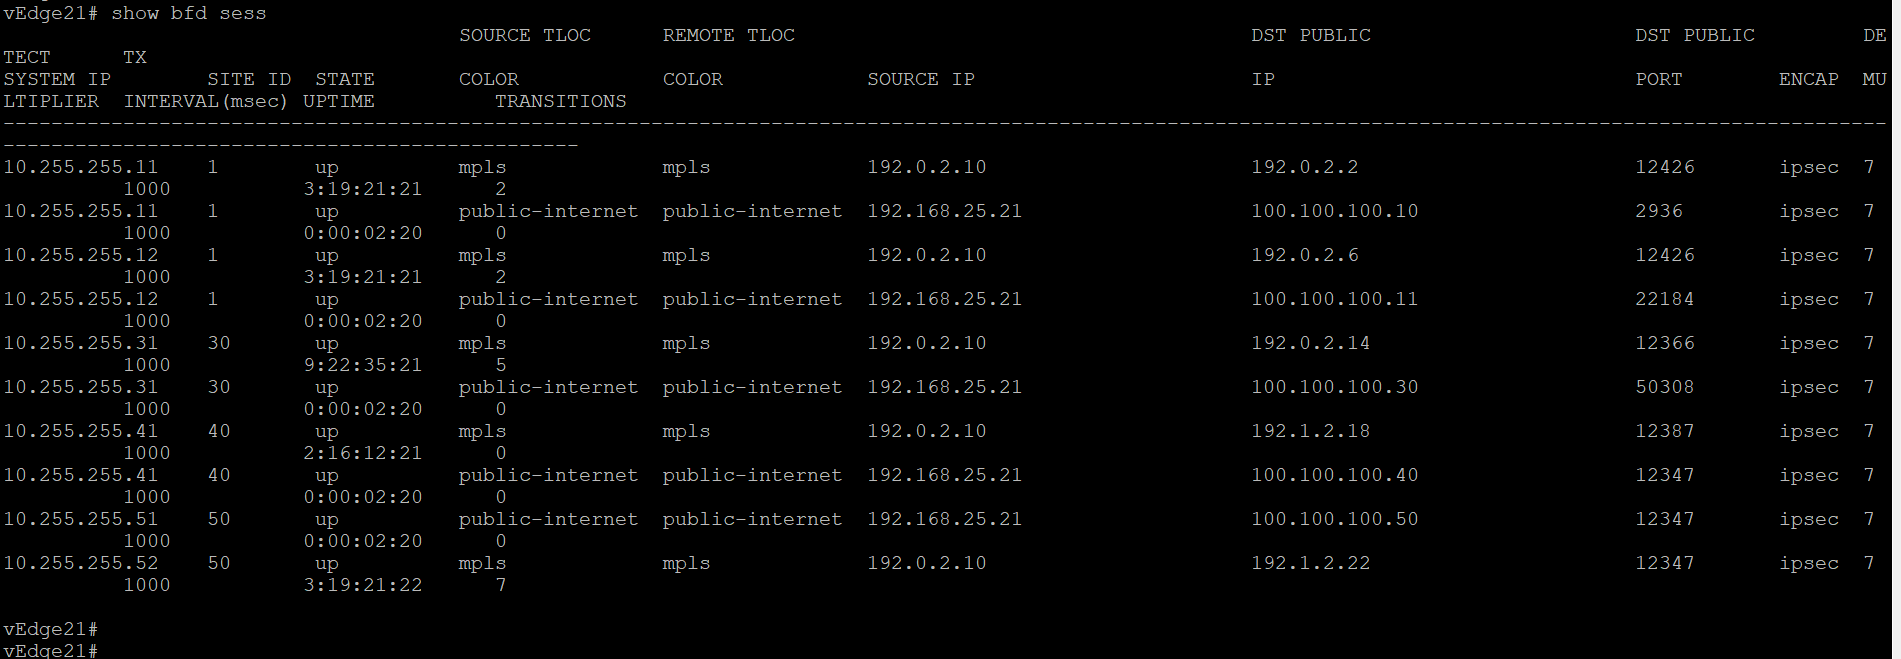 vEdge21# show bfd sess
                                      SOURCE TLOC      REMOTE TLOC                                      DST PUBLIC                      DST PUBLIC         DE
TECT      TX
SYSTEM IP        SITE ID  STATE       COLOR            COLOR            SOURCE IP                       IP                              PORT        ENCAP  MU
LTIPLIER  INTERVAL(msec) UPTIME          TRANSITIONS
-------------------------------------------------------------------------------------------------------------------------------------------------------------
------------------------------------------------
10.255.255.11    1        up          mpls             mpls             192.0.2.10                      192.0.2.2                       12426       ipsec  7
          1000           3:19:21:21      2
10.255.255.11    1        up          public-internet  public-internet  192.168.25.21                   100.100.100.10                  2936        ipsec  7
          1000           0:00:02:20      0
10.255.255.12    1        up          mpls             mpls             192.0.2.10                      192.0.2.6                       12426       ipsec  7
          1000           3:19:21:21      2
10.255.255.12    1        up          public-internet  public-internet  192.168.25.21                   100.100.100.11                  22184       ipsec  7
          1000           0:00:02:20      0
10.255.255.31    30       up          mpls             mpls             192.0.2.10                      192.0.2.14                      12366       ipsec  7
          1000           9:22:35:21      5
10.255.255.31    30       up          public-internet  public-internet  192.168.25.21                   100.100.100.30                  50308       ipsec  7
          1000           0:00:02:20      0
10.255.255.41    40       up          mpls             mpls             192.0.2.10                      192.1.2.18                      12387       ipsec  7
          1000           2:16:12:21      0
10.255.255.41    40       up          public-internet  public-internet  192.168.25.21                   100.100.100.40                  12347       ipsec  7
          1000           0:00:02:20      0
10.255.255.51    50       up          public-internet  public-internet  192.168.25.21                   100.100.100.50                  12347       ipsec  7
          1000           0:00:02:20      0
10.255.255.52    50       up          mpls             mpls             192.0.2.10                      192.1.2.22                      12347       ipsec  7
          1000           3:19:21:22      7
vEdge21#
vEdge21#